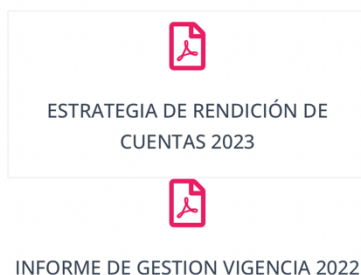 ESTRATEGIA DE RENDICIÓN DE
CUENTAS 2023
INFORME DE GESTION VIGENCIA 2022